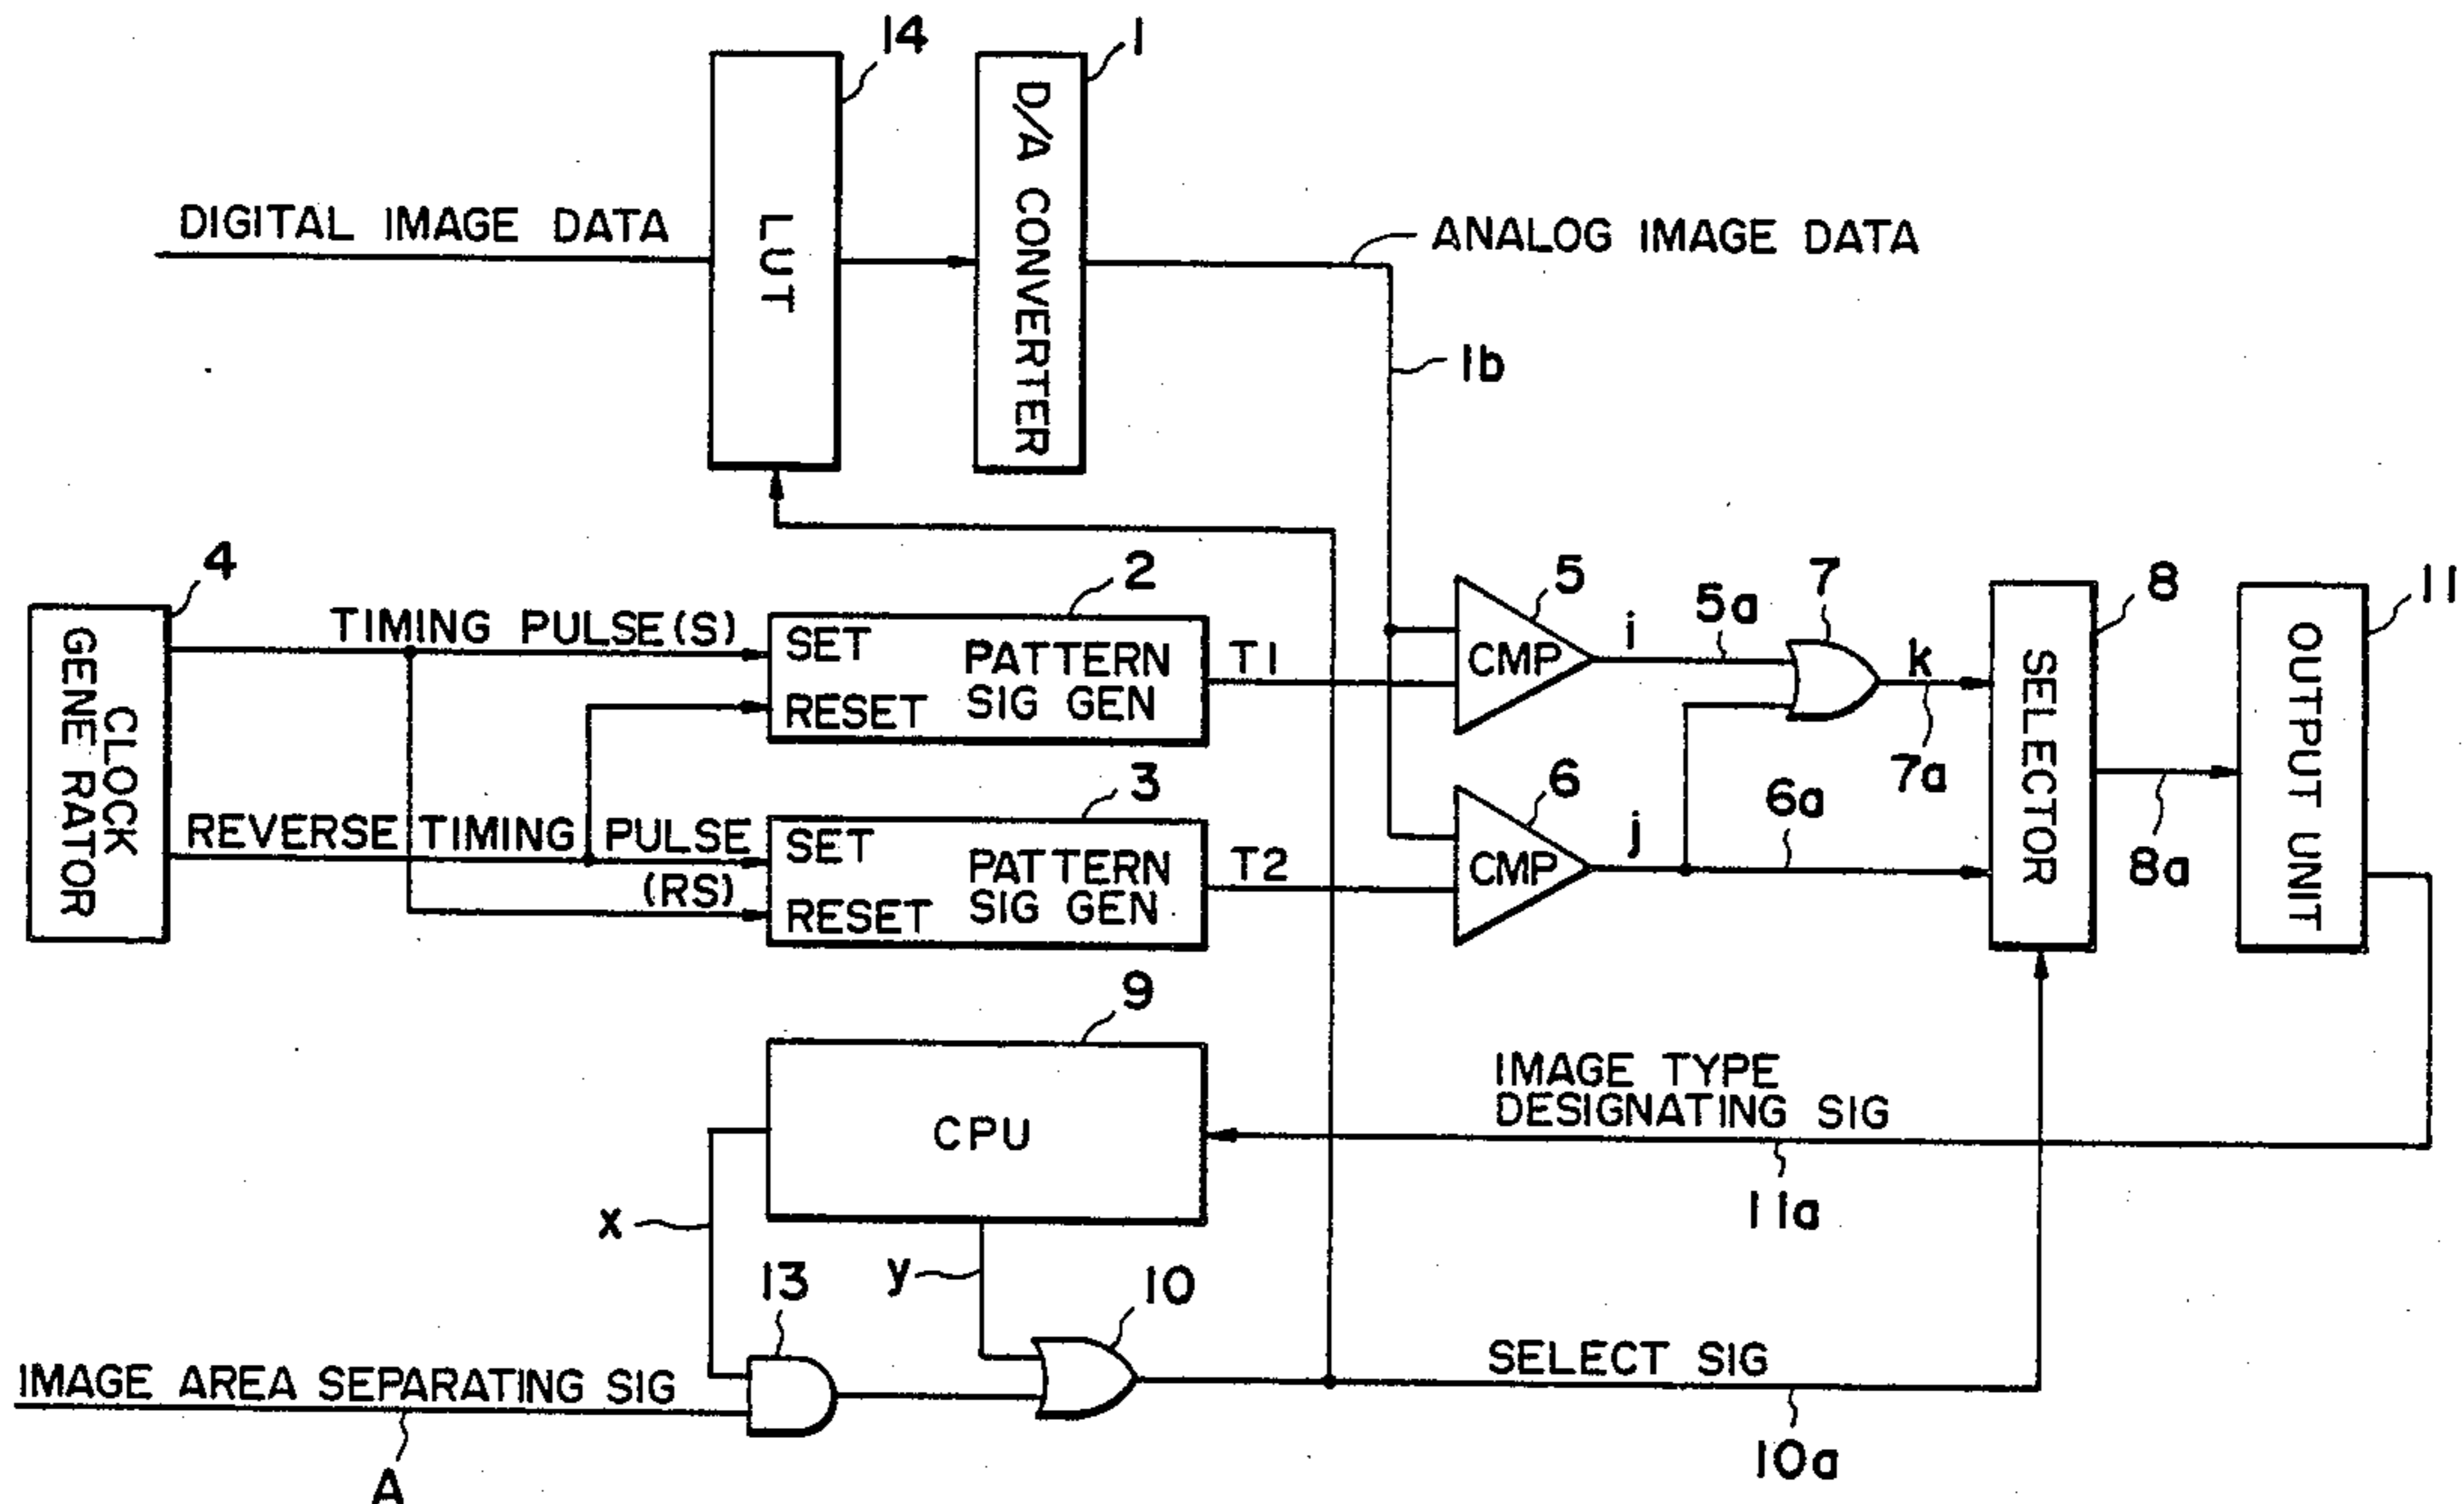 14
1
LUT
D/A CONVERTER
DIGITAL IMAGE DATA
ANALOG IMAGE DATA
1b
4
CLOCK
GENE RATOR
TIMING PULSE(S)
2
SET
RESET
PATTERN
SIG GEN
T1
REVERSE TIMING PULSE
(RS)
3
SET
RESET
PATTERN
SIG GEN
T2
5
CMP
i
5a
7
k
7a
6
CMP
j
6a
8
SELECTOR
8a
11
OUTPUT UNIT
9
CPU
IMAGE TYPE
DESIGNATING SIG
11a
x
y
13
10
IMAGE AREA SEPARATING SIG
A
SELECT SIG
10a